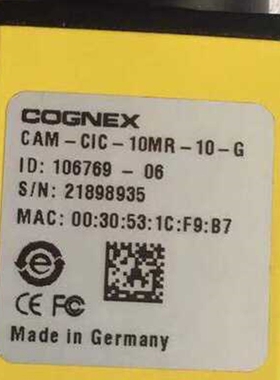 COGNEX
CAM-CIC-10MR-10-G
ID: 106769 - 06
S/N: 21898935
MAC: 00:30:53:1C:F9:B7
e
CE FC
Made in Germany